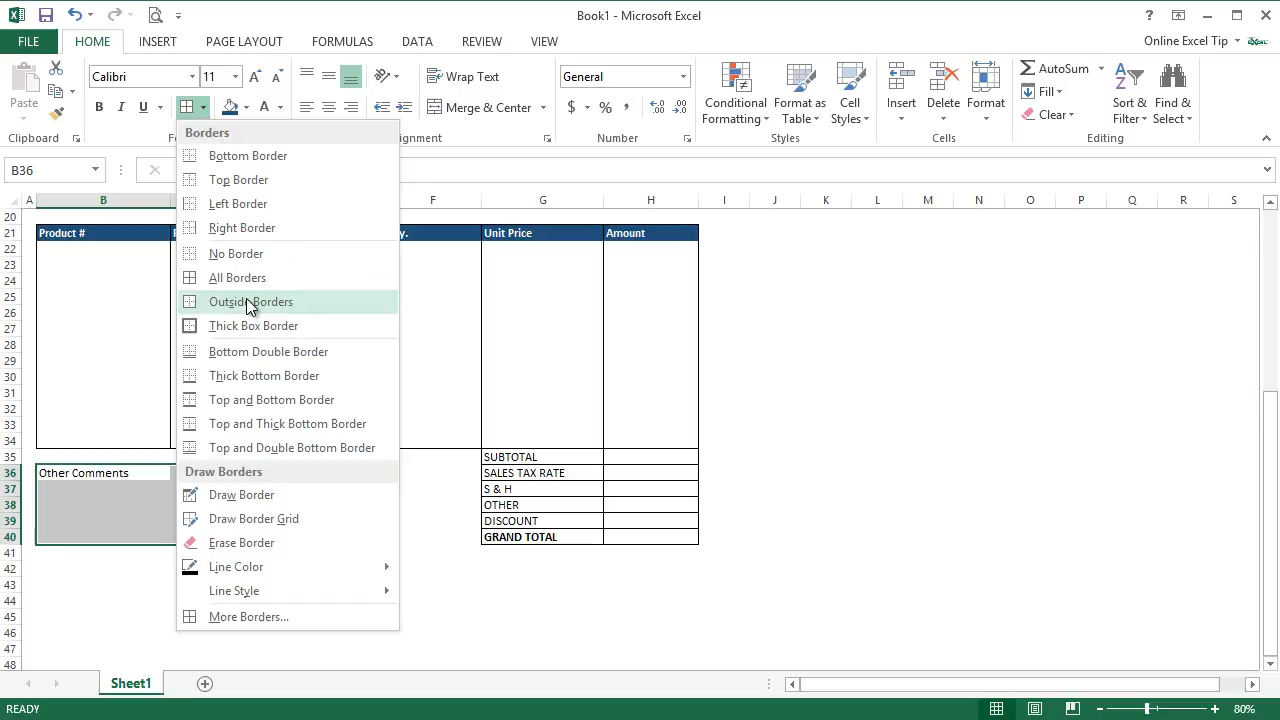 Book1 - Microsoft Excel
?
FILE
HOME
INSERT
PAGE LAYOUT
FORMULAS
DATA
REVIEW
VIEW
Online Excel Tip
Paste
Clipboard
Calibri
11
A A
B I U
A
Wrap Text
Merge & Center
General
$ % ,
Number
Conditional Formatting
Format as Table
Cell Styles
Styles
Insert
Delete
Format
Cells
AutoSum
Fill
Clear
Sort & Filter
Find & Select
Editing
B36
Borders
Bottom Border
Top Border
Left Border
Right Border
No Border
All Borders
Outside Borders
Thick Box Border
Bottom Double Border
Thick Bottom Border
Top and Bottom Border
Top and Thick Bottom Border
Top and Double Bottom Border
Draw Borders
Draw Border
Draw Border Grid
Erase Border
Line Color
Line Style
More Borders...
A B F G H I J K L M N O P Q R S
20
21 Product # Unit Price Amount
22
23
24
25
26
27
28
29
30
31
32
33
34
35 SUBTOTAL
36 Other Comments SALES TAX RATE
37 S & H
38 OTHER
39 DISCOUNT
40 GRAND TOTAL
41
42
43
44
45
46
47
48
Sheet1
READY
80%